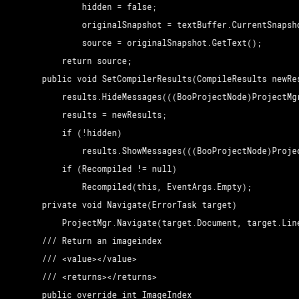 hidden = false;
originalSnapshot = textBuffer.CurrentSnapsho
source = originalSnapshot.GetText();
return source;
public void SetCompilerResults(CompileResults newRes
results.HideMessages(((BooProjectNode)ProjectMgr
results = newResults;
if (!hidden)
results.ShowMessages(((BooProjectNode)Projec
if (Recompiled != null)
Recompiled(this, EventArgs.Empty);
private void Navigate(ErrorTask target)
ProjectMgr.Navigate(target.Document, target.Line
/// Return an imageindex
/// <value></value>
/// <returns></returns>
public override int ImageIndex